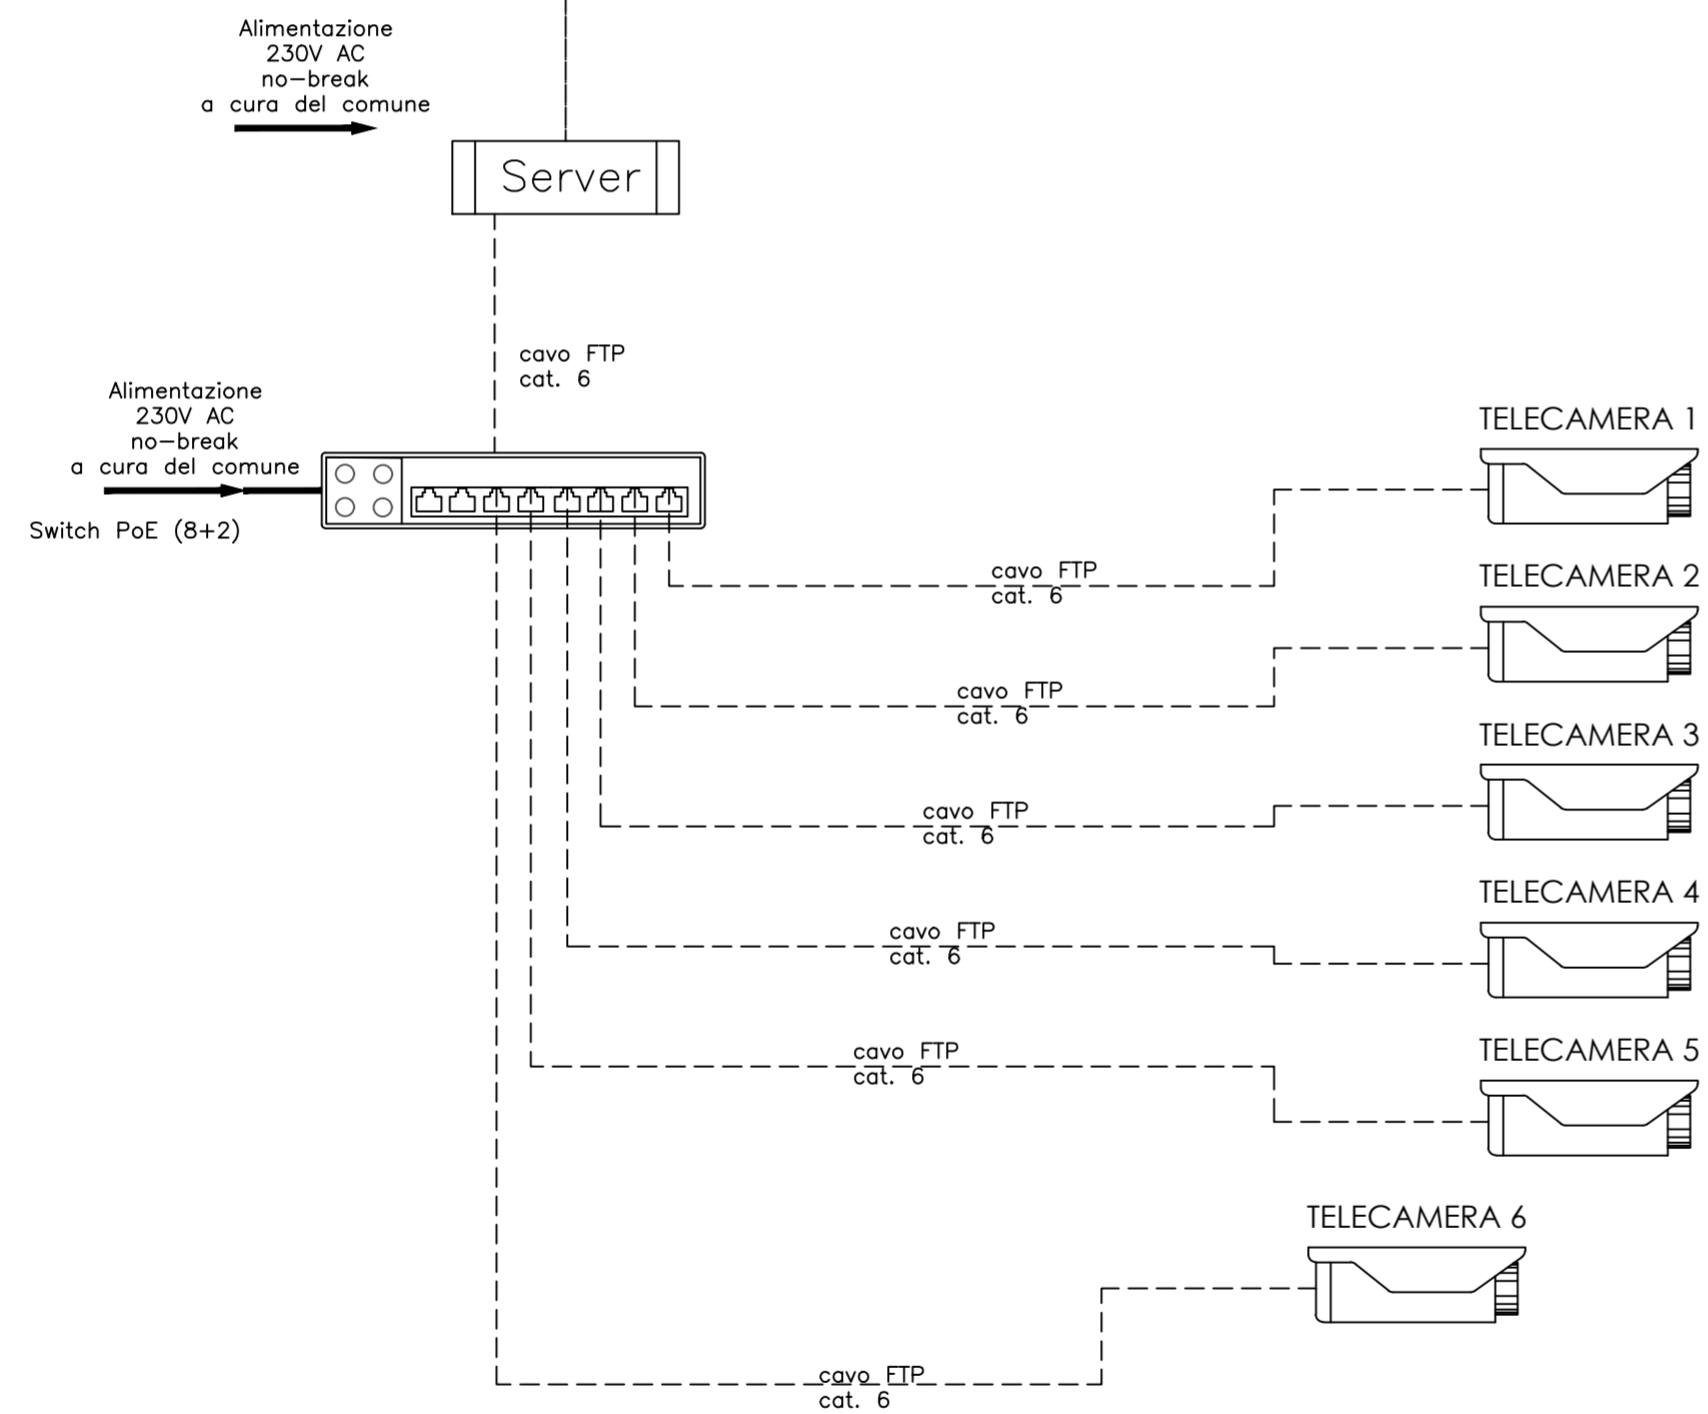 Alimentazione
230V AC
no-break
a cura del comune
Server
cavo FTP
cat. 6
Alimentazione
230V AC
no-break
a cura del comune
Switch PoE (8+2)
TELECAMERA 1
cavo FTP
cat. 6
TELECAMERA 2
cavo FTP
cat. 6
TELECAMERA 3
cavo FTP
cat. 6
TELECAMERA 4
cavo FTP
cat. 6
TELECAMERA 5
cavo FTP
cat. 6
TELECAMERA 6
cavo FTP
cat. 6